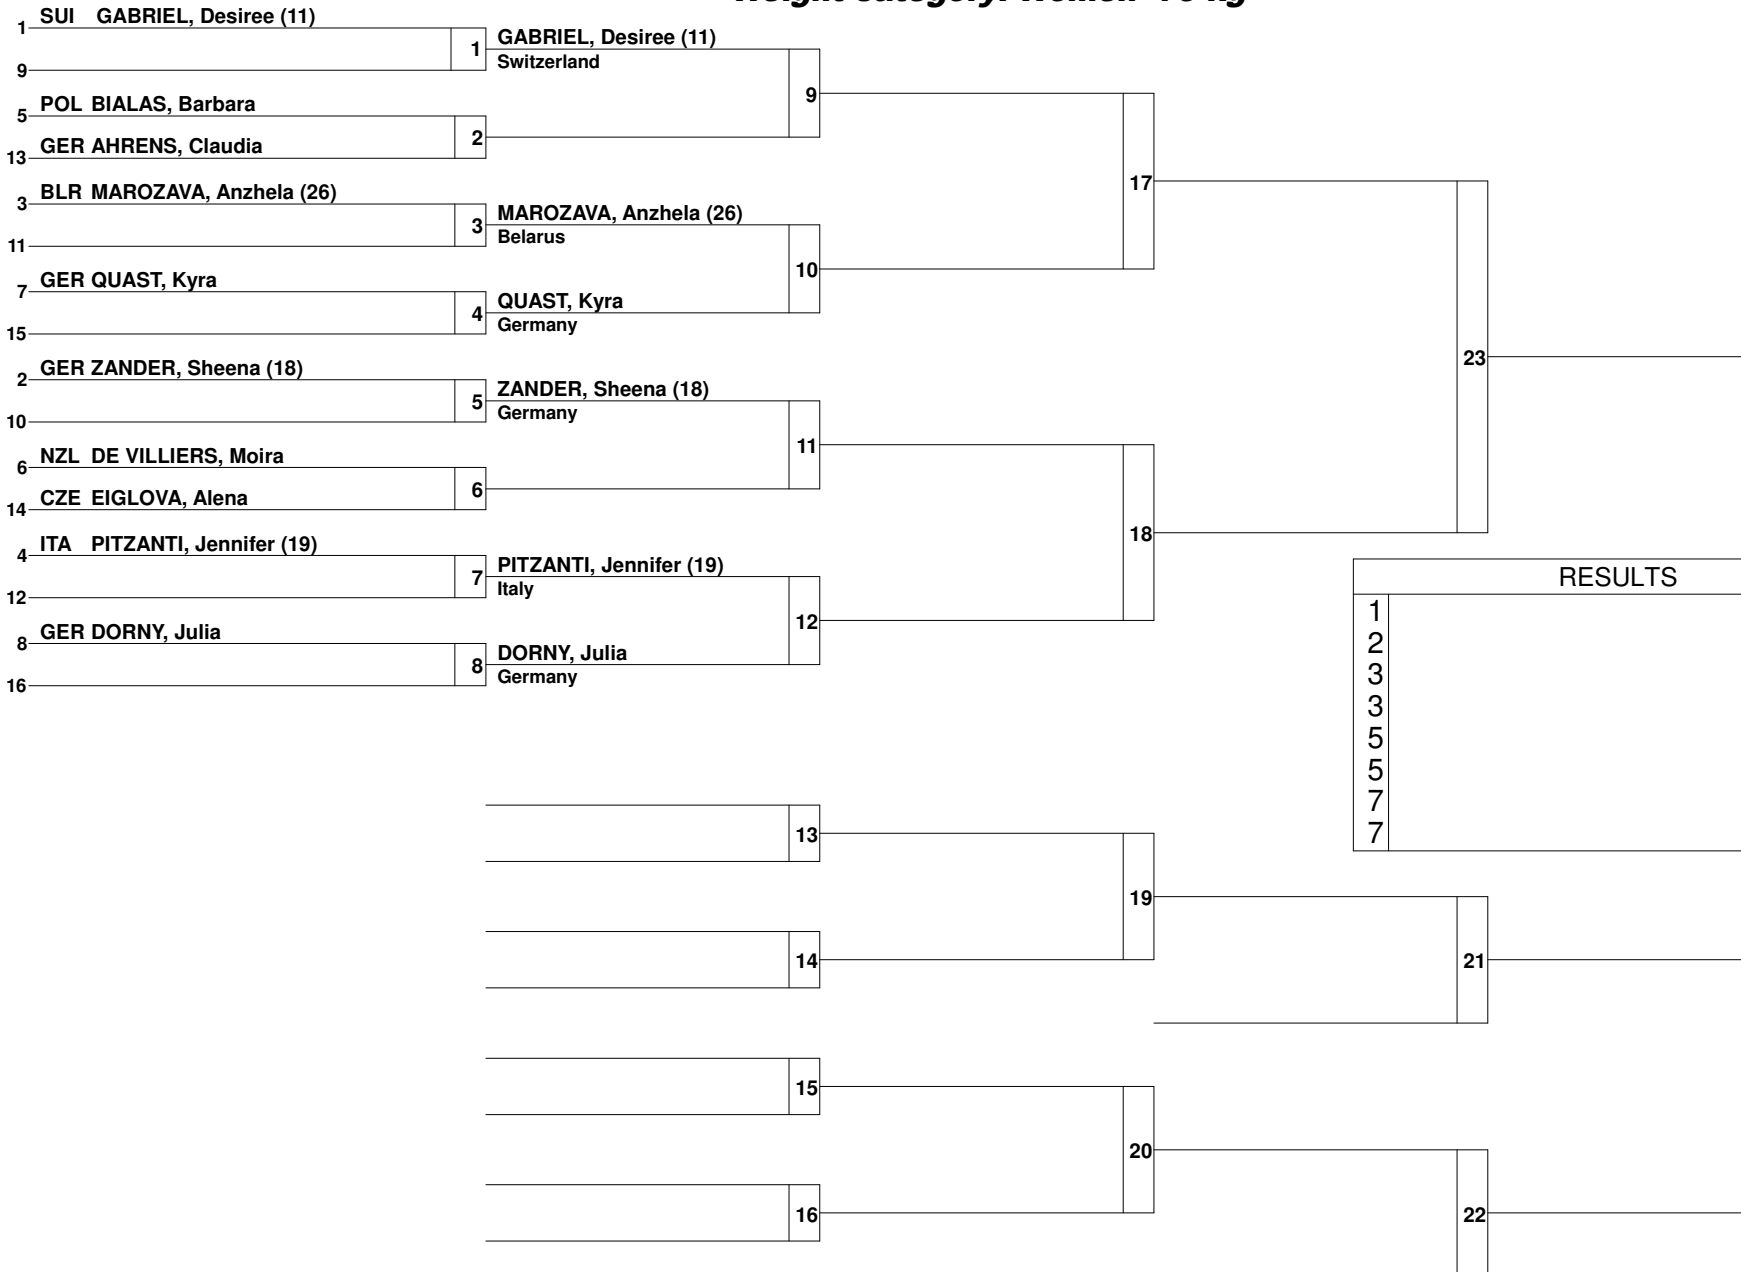 1 SUI GABRIEL, Desiree (11)
9
1
GABRIEL, Desiree (11)
Switzerland
5 POL BIALAS, Barbara
13 GER AHRENS, Claudia
2
9
3 BLR MAROZAVA, Anzhela (26)
11
3
MAROZAVA, Anzhela (26)
Belarus
7 GER QUAST, Kyra
15
4
QUAST, Kyra
Germany
10
17
2 GER ZANDER, Sheena (18)
10
5
ZANDER, Sheena (18)
Germany
6 NZL DE VILLIERS, Moira
14 CZE EIGLOVA, Alena
6
11
4 ITA PITZANTI, Jennifer (19)
12
7
PITZANTI, Jennifer (19)
Italy
8 GER DORNY, Julia
16
8
DORNY, Julia
Germany
12
18
23
RESULTS
1
2
3
3
5
5
7
7
13
14
19
21
15
16
20
22